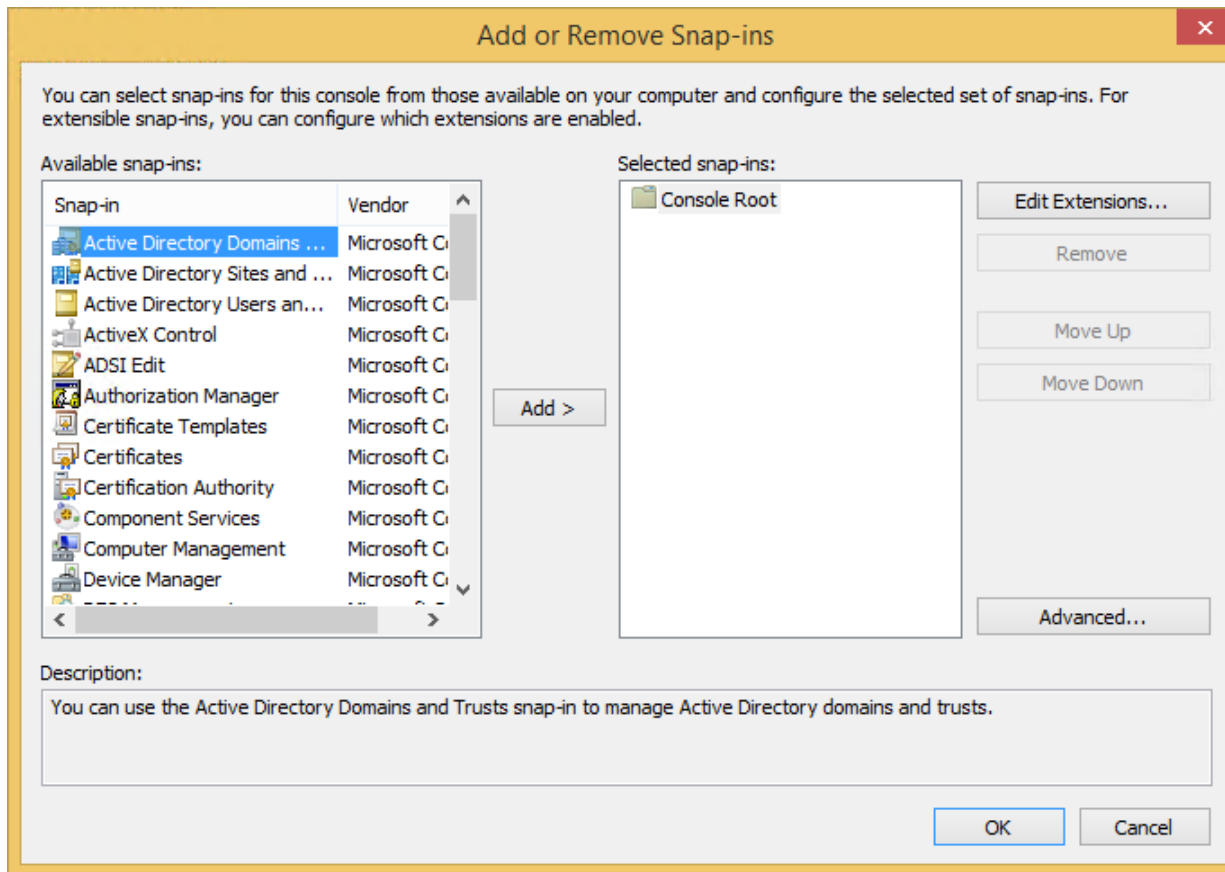 Add or Remove Snap-ins
You can select snap-ins for this console from those available on your computer and configure the selected set of snap-ins. For
extensible snap-ins, you can configure which extensions are enabled.
Available snap-ins:
Snap-in Vendor
Active Directory Domains ... Microsoft Co
Active Directory Sites and ... Microsoft Co
Active Directory Users an... Microsoft Co
ActiveX Control Microsoft Co
ADSI Edit Microsoft Co
Authorization Manager Microsoft Co
Certificate Templates Microsoft Co
Certificates Microsoft Co
Certification Authority Microsoft Co
Component Services Microsoft Co
Computer Management Microsoft Co
Device Manager Microsoft Co
Add >
Selected snap-ins:
Console Root
Edit Extensions...
Remove
Move Up
Move Down
Advanced...
Description:
You can use the Active Directory Domains and Trusts snap-in to manage Active Directory domains and trusts.
OK
Cancel